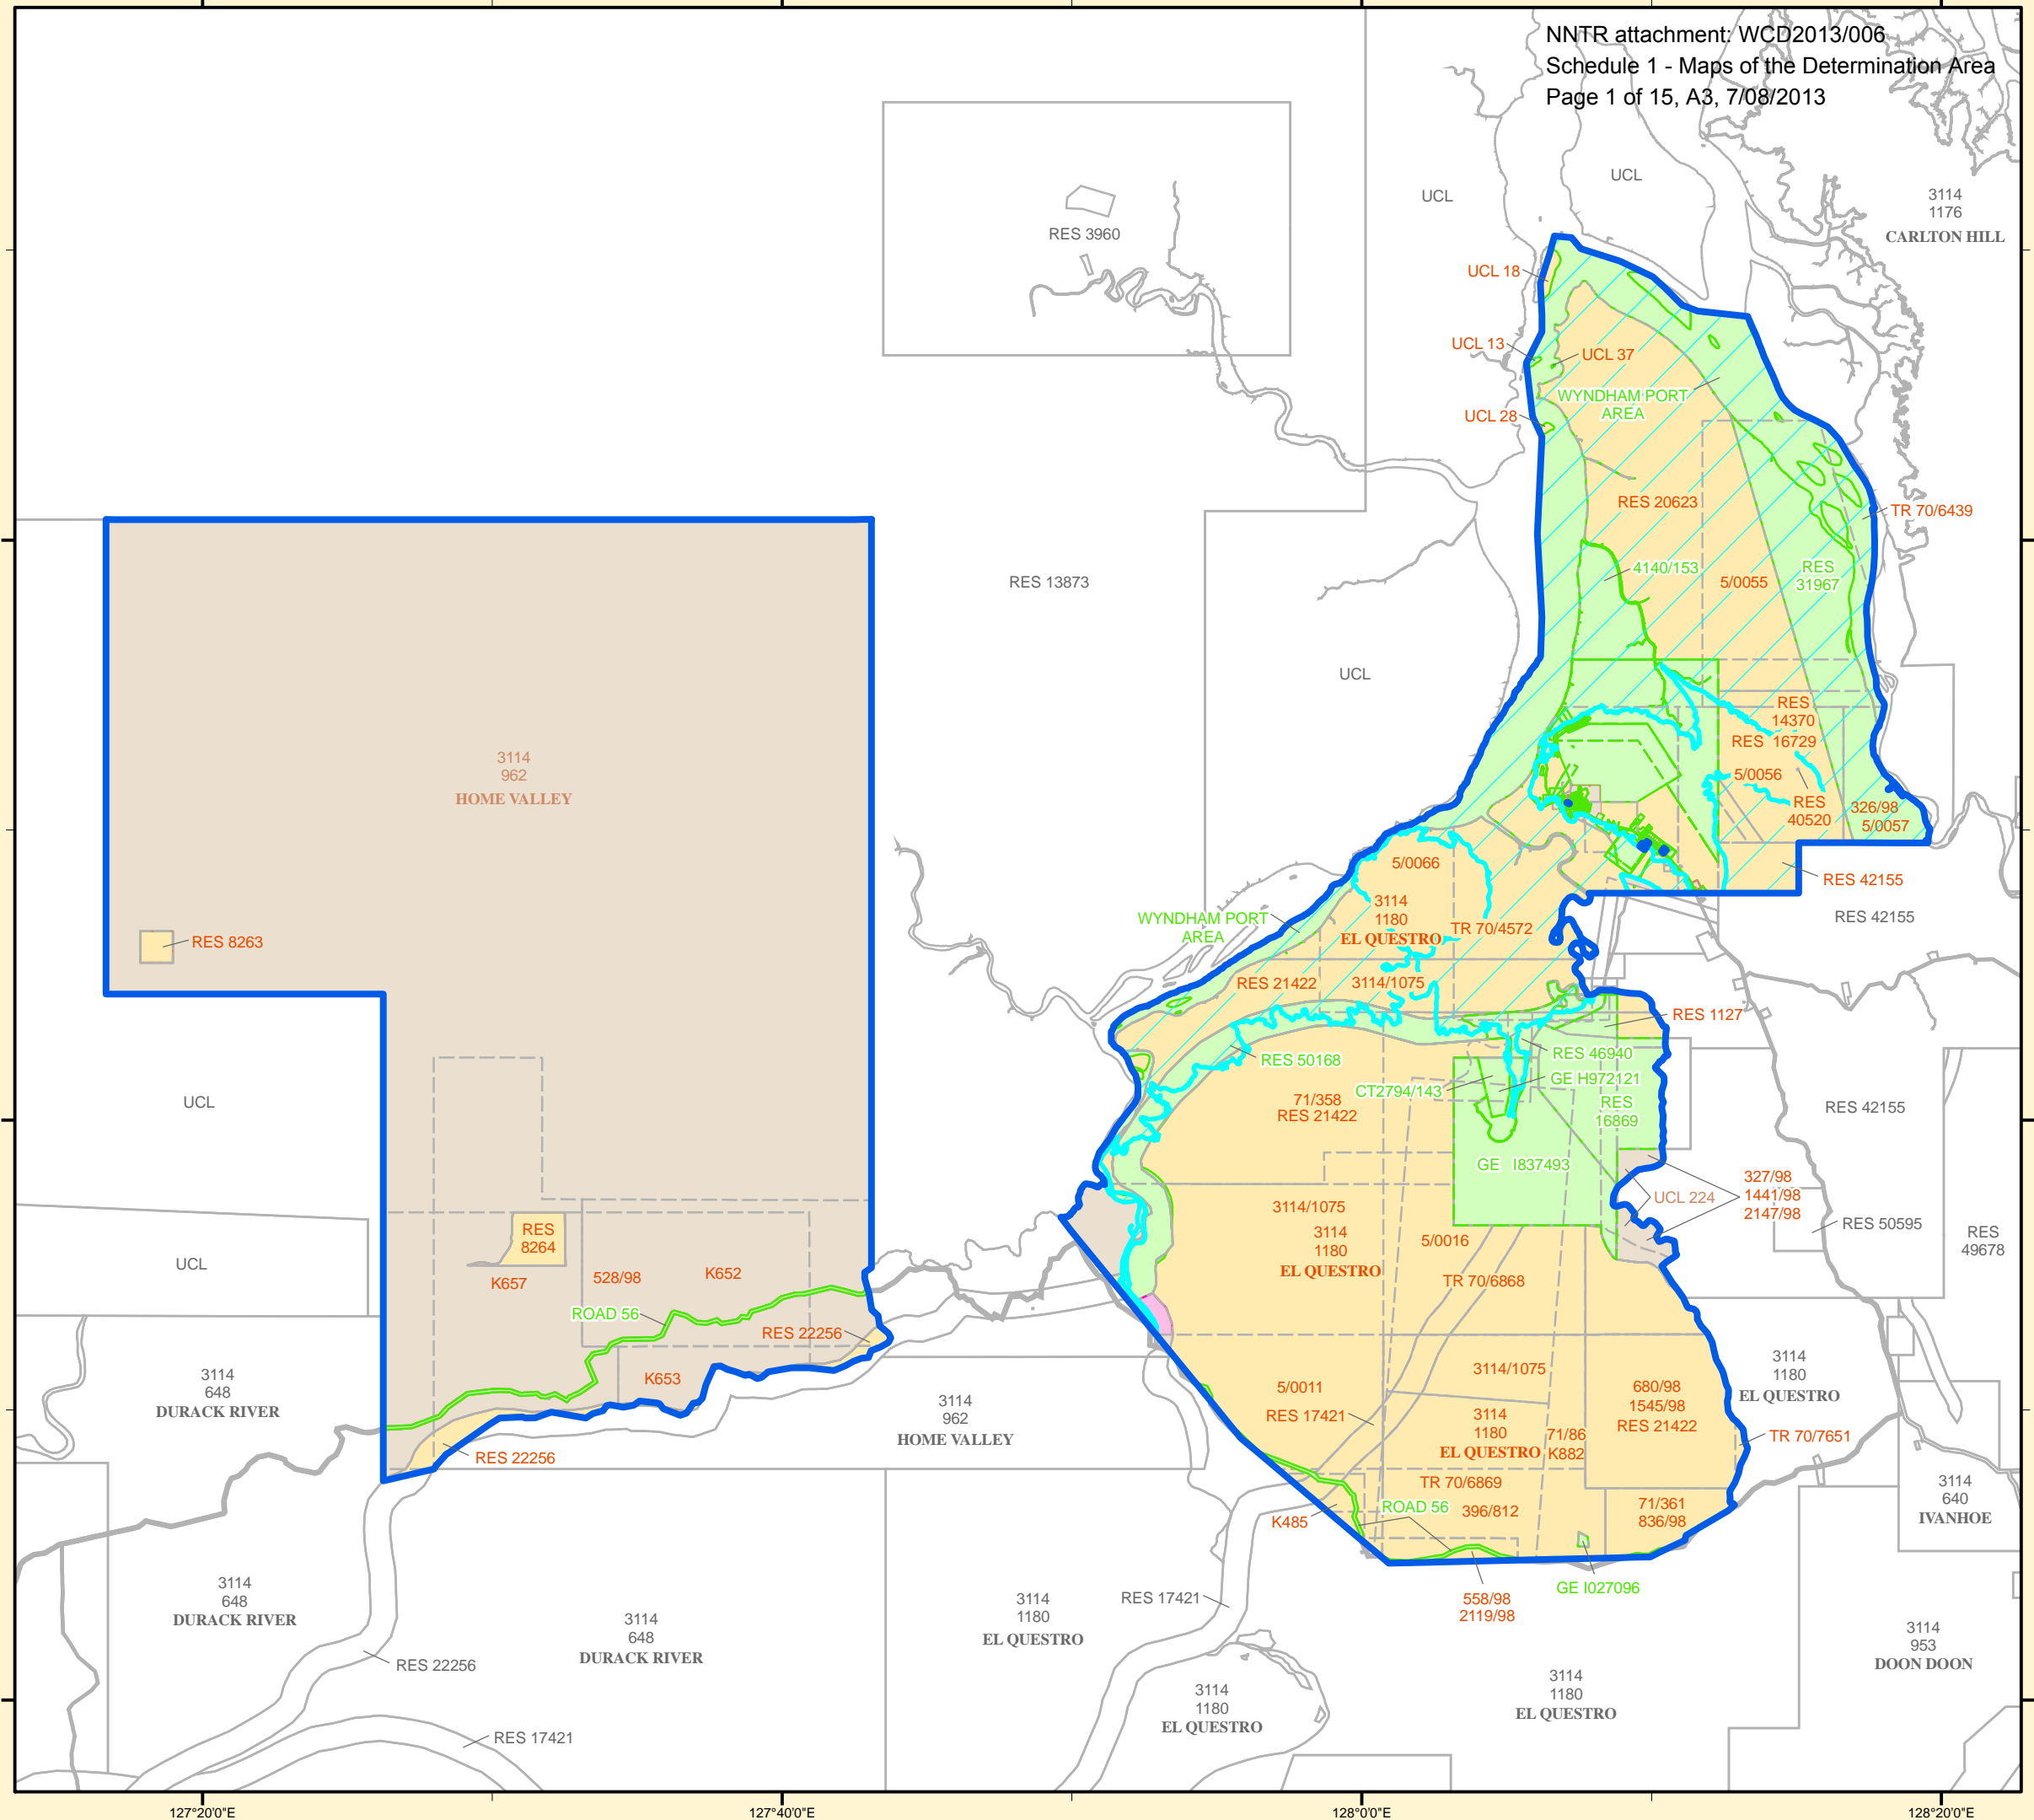 NNTR attachment: WCD2013/006
Schedule 1 - Maps of the Determination Area
Page 1 of 15, A3, 7/08/2013
UCL
UCL
3114
1176
CARLTON HILL
RES 3960
UCL 18
UCL 13
UCL 37
WYNDHAM PORT
AREA
UCL 28
RES 20623
TR 70/6439
4140/153
RES
31967
5/0055
RES 13873
UCL
RES
14370
RES 16729
5/0056
RES
40520
326/98
5/0057
3114
962
HOME VALLEY
5/0066
RES 42155
3114
1180
EL QUESTRO
TR 70/4572
RES 42155
WYNDHAM PORT
AREA
RES 8263
RES 21422
3114/1075
RES 1127
RES 46940
RES 50168
GE H972121
CT2794/143
RES
16869
71/358
RES 21422
UCL
RES 42155
GE I837493
327/98
1441/98
2147/98
UCL 224
3114/1075
3114
1180
EL QUESTRO
5/0016
RES 50595
RES
49678
RES
8264
UCL
K657
528/98
K652
TR 70/6868
ROAD 56
RES 22256
3114
648
DURACK RIVER
K653
3114/1075
3114
1180
EL QUESTRO
5/0011
680/98
1545/98
RES 21422
3114
962
HOME VALLEY
RES 17421
3114
1180
EL QUESTRO
71/86
K882
TR 70/7651
RES 22256
TR 70/6869
3114
640
IVANHOE
ROAD 56
396/812
71/361
836/98
K485
3114
648
DURACK RIVER
GE I027096
558/98
2119/98
RES 17421
3114
1180
EL QUESTRO
3114
648
DURACK RIVER
3114
953
DOON DOON
RES 22256
3114
1180
EL QUESTRO
3114
1180
EL QUESTRO
RES 17421
127°20'0"E
127°40'0"E
128°0'0"E
128°20'0"E